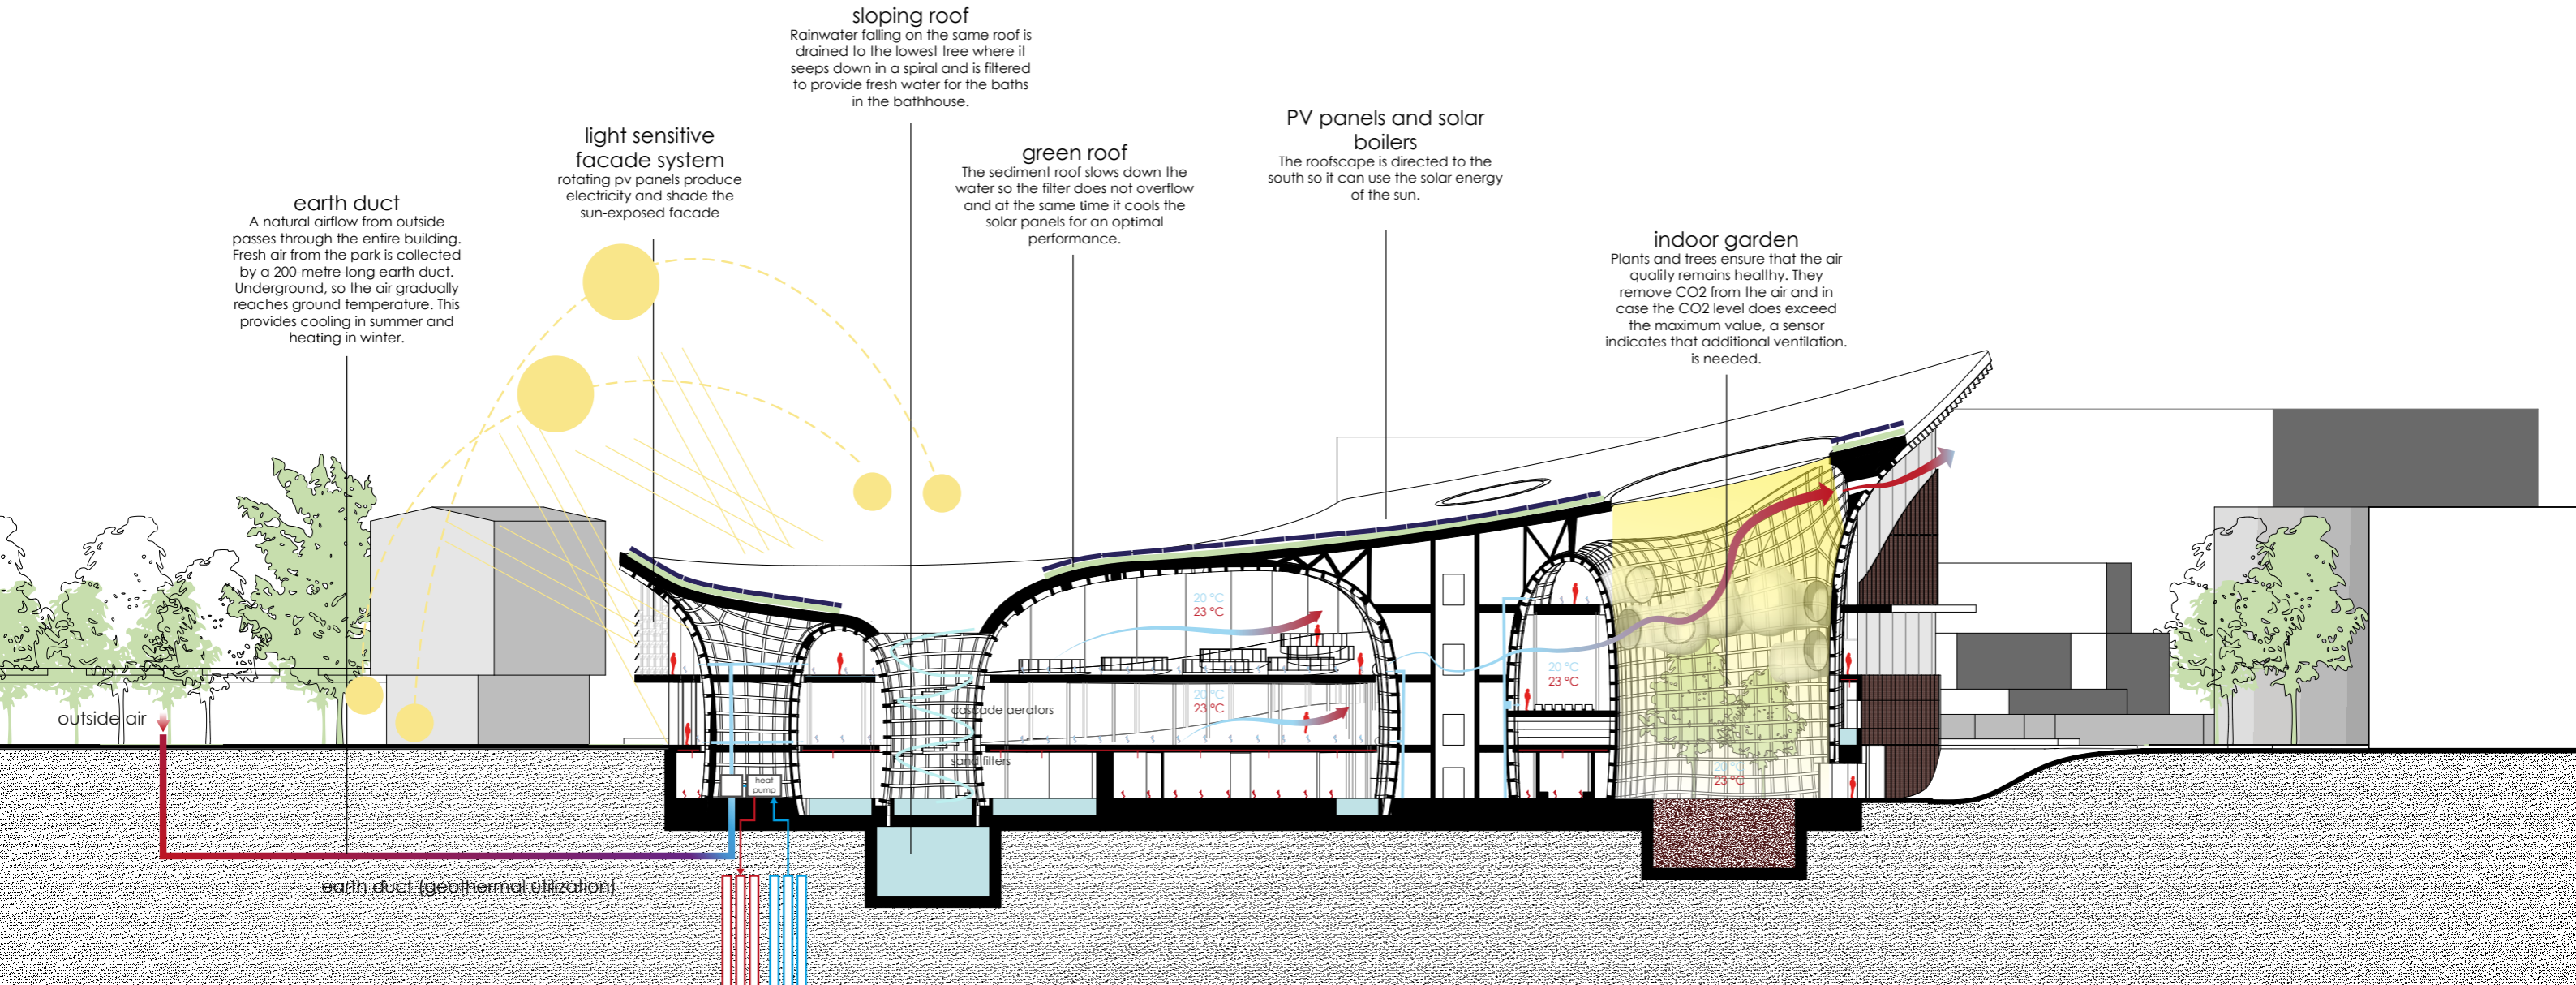 sloping roof
Rainwater falling on the same roof is
drained to the lowest tree where it
seeps down in a spiral and is filtered
to provide fresh water for the baths
in the bathhouse.
light sensitive
facade system
rotating pv panels produce
electricity and shade the
sun-exposed facade
earth duct
A natural airflow from outside
passes through the entire building.
Fresh air from the park is collected
by a 200-metre-long earth duct.
Underground, so the air gradually
reaches ground temperature. This
provides cooling in summer and
heating in winter.
green roof
The sediment roof slows down the
water so the filter does not overflow
and at the same time it cools the
solar panels for an optimal
performance.
PV panels and solar
boilers
The roofscape is directed to the
south so it can use the solar energy
of the sun.
indoor garden
Plants and trees ensure that the air
quality remains healthy. They
remove CO2 from the air and in
case the CO2 level does exceed
the maximum value, a sensor
indicates that additional ventilation.
is needed.
20 °C
23 °C
20 °C
23 °C
20 °C
23 °C
20 °C
23 °C
outside air
cascade aerators
sand filters
heat
pump
earth duct (geothermal utilization)